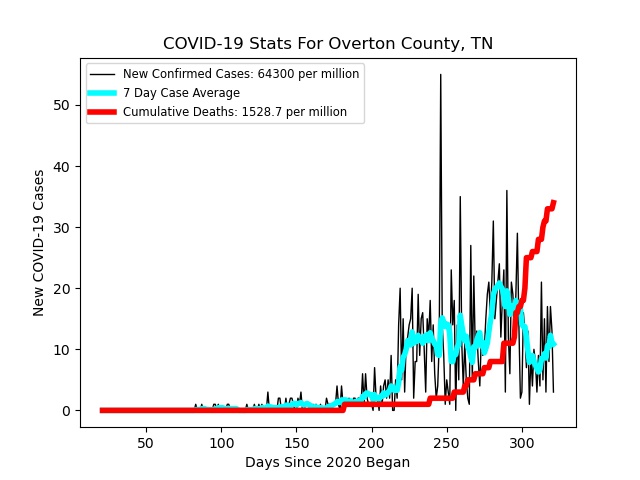 COVID-19 Stats For Overton County, TN
New Confirmed Cases: 64300 per million
7 Day Case Average
Cumulative Deaths: 1528.7 per million
New COVID-19 Cases
50
40
30
20
10
0
50 100 150 200 250 300
Days Since 2020 Began